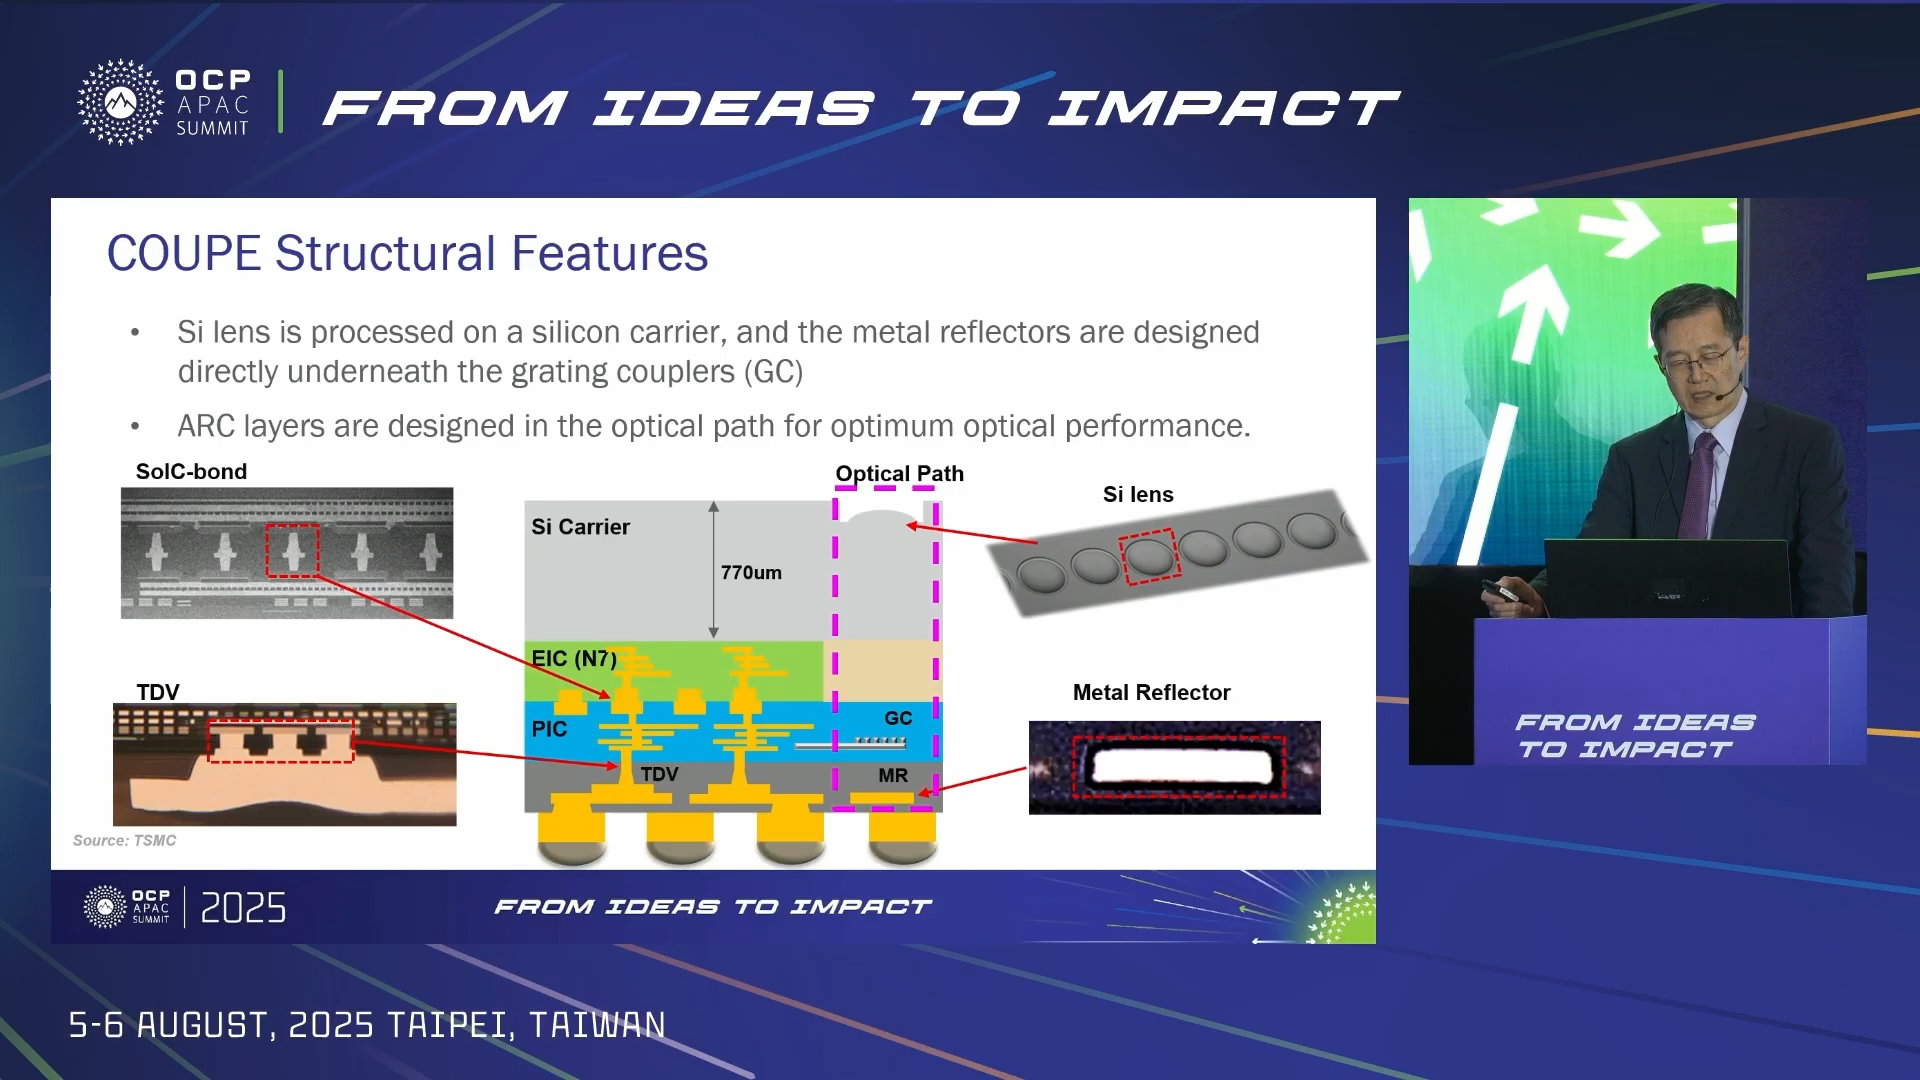 OCP
APAC
SUMMIT
FROM IDEAS TO IMPACT
COUPE Structural Features
• Si lens is processed on a silicon carrier, and the metal reflectors are designed
directly underneath the grating couplers (GC)
• ARC layers are designed in the optical path for optimum optical performance.
SoIC-bond
Optical Path
Si lens
Si Carrier
770um
EIC (N7)
TDV
PIC
GC
Metal Reflector
TDV
MR
Source: TSMC
OCP
APAC
SUMMIT
2025
FROM IDEAS TO IMPACT
FROM IDEAS
TO IMPACT
5-6 AUGUST, 2025 TAIPEI, TAIWAN